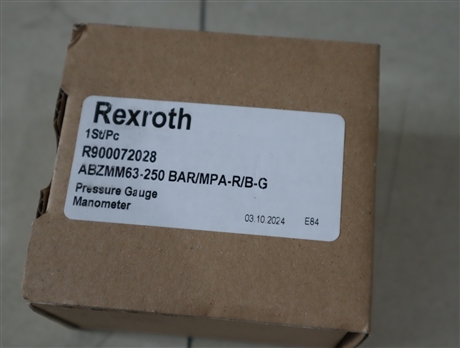 Rexroth
1St/Pc
R900072028
ABZMM63-250 BAR/MPA-R/B-G
Pressure Gauge
Manometer
03.10.2024 E84